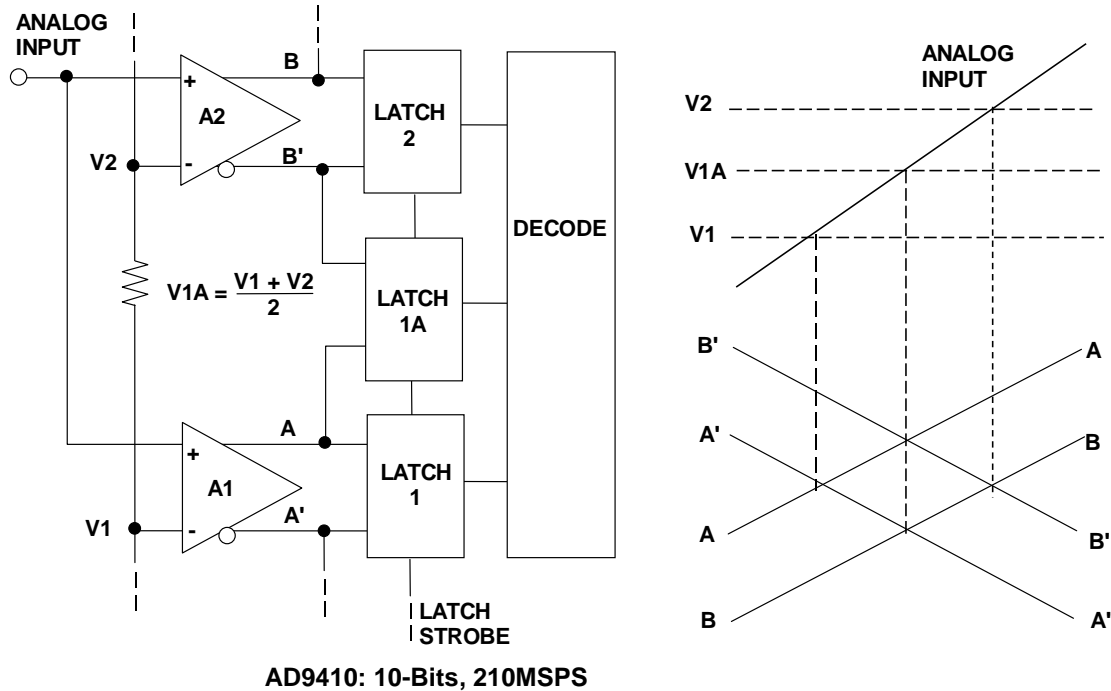 ANALOG
INPUT
B
+
A2
-
B'
V2
LATCH
2
V1A = V1 + V2
2
LATCH
1A
DECODE
A
+
A1
-
A'
V1
LATCH
1
LATCH
STROBE
AD9410: 10-Bits, 210MSPS
ANALOG
INPUT
V2
V1A
V1
B'
A
A'
B
A
B'
B
A'